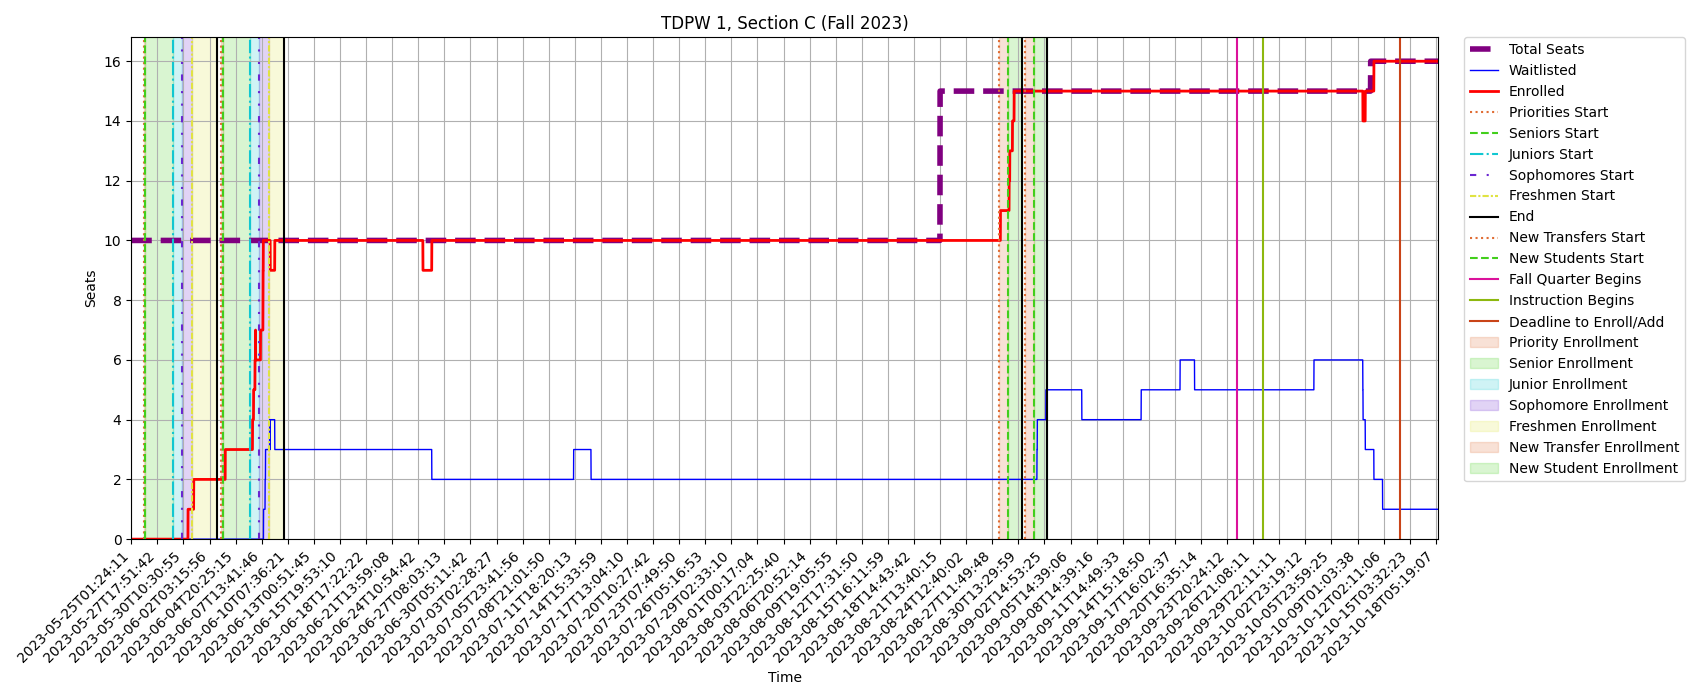 TDPW 1, Section C (Fall 2023)
Seats
16
14
12
10
8
6
4
2
0
2023-05-25T01:24:11
2023-05-27T17:51:42
2023-05-30T10:30:55
2023-06-02T03:15:56
2023-06-04T20:25:15
2023-06-07T13:41:46
2023-06-10T07:36:21
2023-06-13T00:51:45
2023-06-15T19:53:10
2023-06-18T17:22:22
2023-06-21T13:59:08
2023-06-24T10:54:42
2023-06-27T08:03:13
2023-06-30T05:11:42
2023-07-03T02:28:27
2023-07-05T23:41:56
2023-07-08T21:01:50
2023-07-11T18:20:13
2023-07-14T15:33:59
2023-07-17T13:04:10
2023-07-20T10:27:42
2023-07-23T07:49:50
2023-07-26T05:16:53
2023-07-29T02:33:10
2023-08-01T00:17:04
2023-08-03T22:25:40
2023-08-06T20:52:14
2023-08-09T19:05:55
2023-08-12T17:31:50
2023-08-15T16:11:59
2023-08-18T14:43:42
2023-08-21T13:40:15
2023-08-24T12:40:02
2023-08-27T11:49:48
2023-08-30T13:29:59
2023-09-02T14:53:25
2023-09-05T14:39:06
2023-09-08T14:39:16
2023-09-11T14:49:33
2023-09-14T15:18:50
2023-09-17T16:02:37
2023-09-20T16:35:14
2023-09-23T20:24:12
2023-09-26T21:08:11
2023-09-29T22:11:11
2023-10-02T23:19:12
2023-10-05T23:59:25
2023-10-09T01:03:38
2023-10-12T02:11:06
2023-10-15T03:32:23
2023-10-18T05:19:07
Time
Total Seats
Waitlisted
Enrolled
Priorities Start
Seniors Start
Juniors Start
Sophomores Start
Freshmen Start
End
New Transfers Start
New Students Start
Fall Quarter Begins
Instruction Begins
Deadline to Enroll/Add
Priority Enrollment
Senior Enrollment
Junior Enrollment
Sophomore Enrollment
Freshmen Enrollment
New Transfer Enrollment
New Student Enrollment